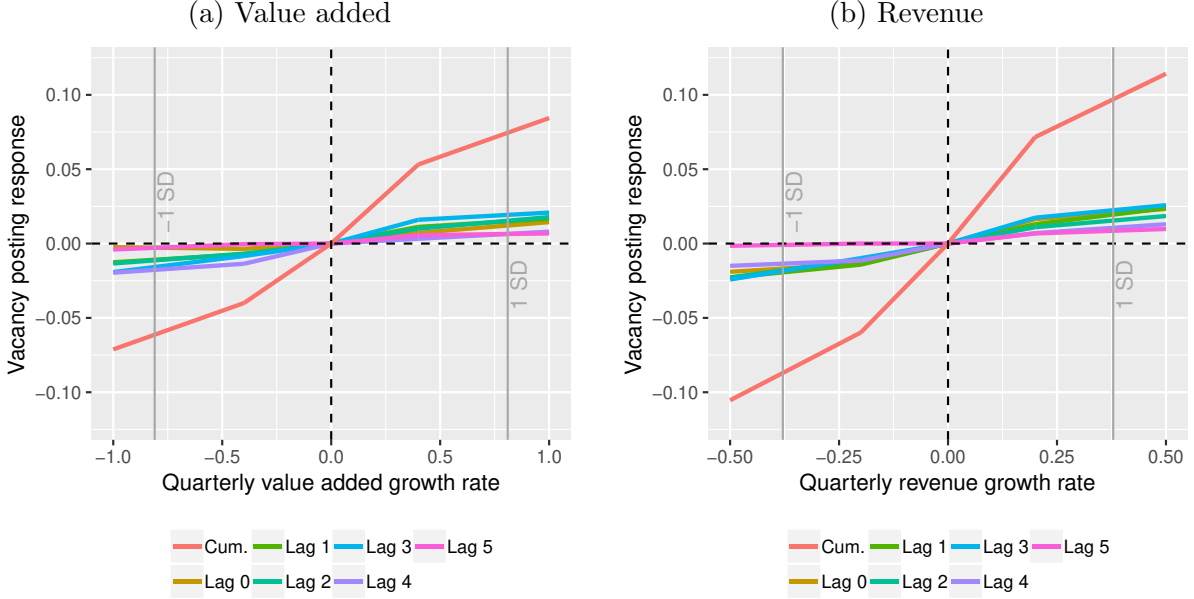 (a) Value added
Vacancy posting response
0.10
0.05
0.00
−0.05
−0.10
−1 SD
1 SD
−1.0 −0.5 0.0 0.5 1.0
Quarterly value added growth rate
Cum. Lag 1 Lag 3 Lag 5
Lag 0 Lag 2 Lag 4
(b) Revenue
Vacancy posting response
0.10
0.05
0.00
−0.05
−0.10
−1 SD
1 SD
−0.50 −0.25 0.00 0.25 0.50
Quarterly revenue growth rate
Cum. Lag 1 Lag 3 Lag 5
Lag 0 Lag 2 Lag 4